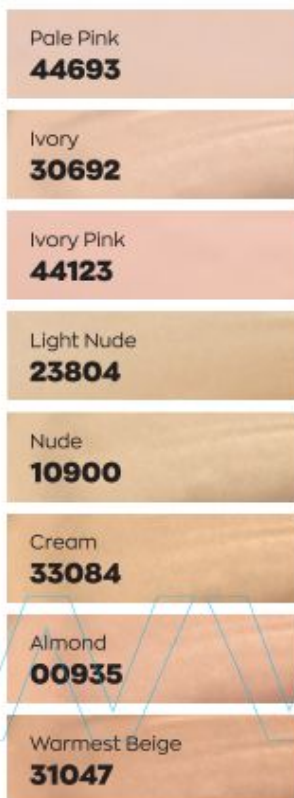 Pale Pink
44693
Ivory
30692
Ivory Pink
44123
Light Nude
23804
Nude
10900
Cream
33084
Almond
00935
Warmest Beige
31047